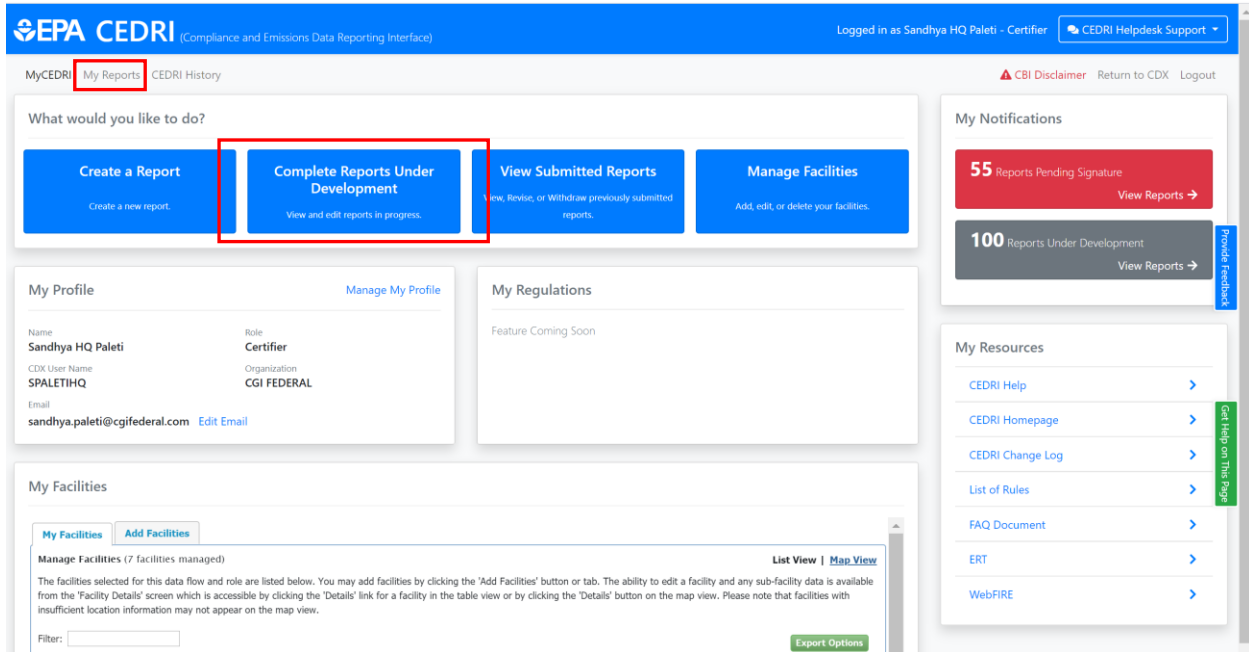 EPA CEDRI (Compliance and Emissions Data Reporting Interface)
Logged in as Sandhya HQ Paleti - Certifier
CEDRI Helpdesk Support
MyCEDRI My Reports CEDRI History
CBI Disclaimer Return to CDX Logout
What would you like to do?
Create a Report
Create a new report.
Complete Reports Under
Development
View and edit reports in progress.
View Submitted Reports
View, Revise, or Withdraw previously submitted
reports.
Manage Facilities
Add, edit, or delete your facilities.
My Notifications
55 Reports Pending Signature
View Reports
100 Reports Under Development
View Reports
Provide Feedback
My Profile
Manage My Profile
Name
Sandhya HQ Paleti
Role
Certifier
CDX User Name
SPALETIHQ
Organization
CGI FEDERAL
Email
sandhya.paleti@cgifederal.com Edit Email
My Regulations
Feature Coming Soon
My Resources
CEDRI Help
CEDRI Homepage
CEDRI Change Log
List of Rules
FAQ Document
ERT
WebFIRE
Get Help on This Page
My Facilities
My Facilities Add Facilities
Manage Facilities (7 facilities managed)
List View | Map View
The facilities selected for this data flow and role are listed below. You may add facilities by clicking the 'Add Facilities' button or tab. The ability to edit a facility and any sub-facility data is available
from the 'Facility Details' screen which is accessible by clicking the 'Details' link for a facility in the table view or by clicking the 'Details' button on the map view. Please note that facilities with
insufficient location information may not appear on the map view.
Filter:
Export Options